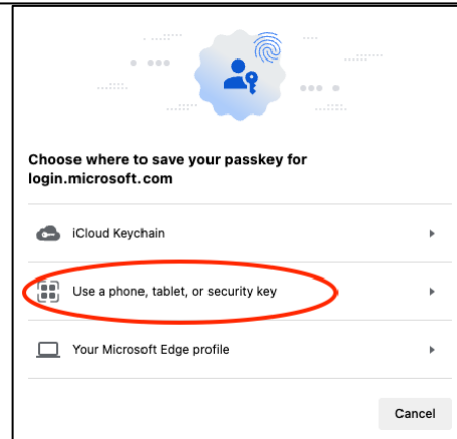 Choose where to save your passkey for
login.microsoft.com
iCloud Keychain
Use a phone, tablet, or security key
Your Microsoft Edge profile
Cancel